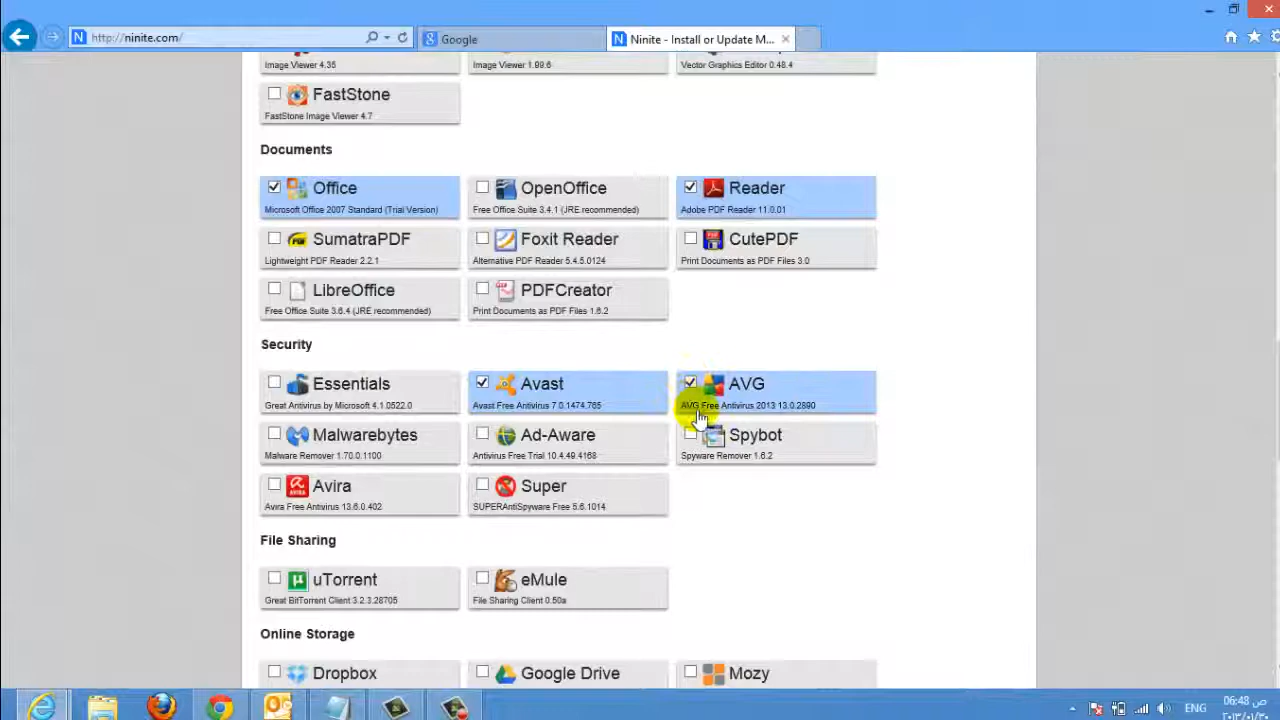 http://ninite.com/
Google
Ninite - Install or Update M...
Image Viewer 4.35
Image Viewer 1.99.6
Vector Graphics Editor 0.48.4
FastStone
FastStone Image Viewer 4.7
Documents
Office
Microsoft Office 2007 Standard (Trial Version)
OpenOffice
Free Office Suite 3.4.1 (JRE recommended)
Reader
Adobe PDF Reader 11.0.01
SumatraPDF
Lightweight PDF Reader 2.2.1
Foxit Reader
Alternative PDF Reader 5.4.5.0124
CutePDF
Print Documents as PDF Files 3.0
LibreOffice
Free Office Suite 3.6.4 (JRE recommended)
PDFCreator
Print Documents as PDF Files 1.6.2
Security
Essentials
Great Antivirus by Microsoft 4.1.0522.0
Avast
Avast Free Antivirus 7.0.1474.765
AVG
AVG Free Antivirus 2013 13.0.2890
Malwarebytes
Malware Remover 1.70.0.1100
Ad-Aware
Antivirus Free Trial 10.4.49.4168
Spybot
Spyware Remover 1.6.2
Avira
Avira Free Antivirus 13.6.0.402
Super
SUPERAntiSpyware Free 5.6.1014
File Sharing
uTorrent
Great BitTorrent Client 3.2.3.28705
eMule
File Sharing Client 0.50a
Online Storage
Dropbox
Google Drive
Mozy
ENG
06:48 ص